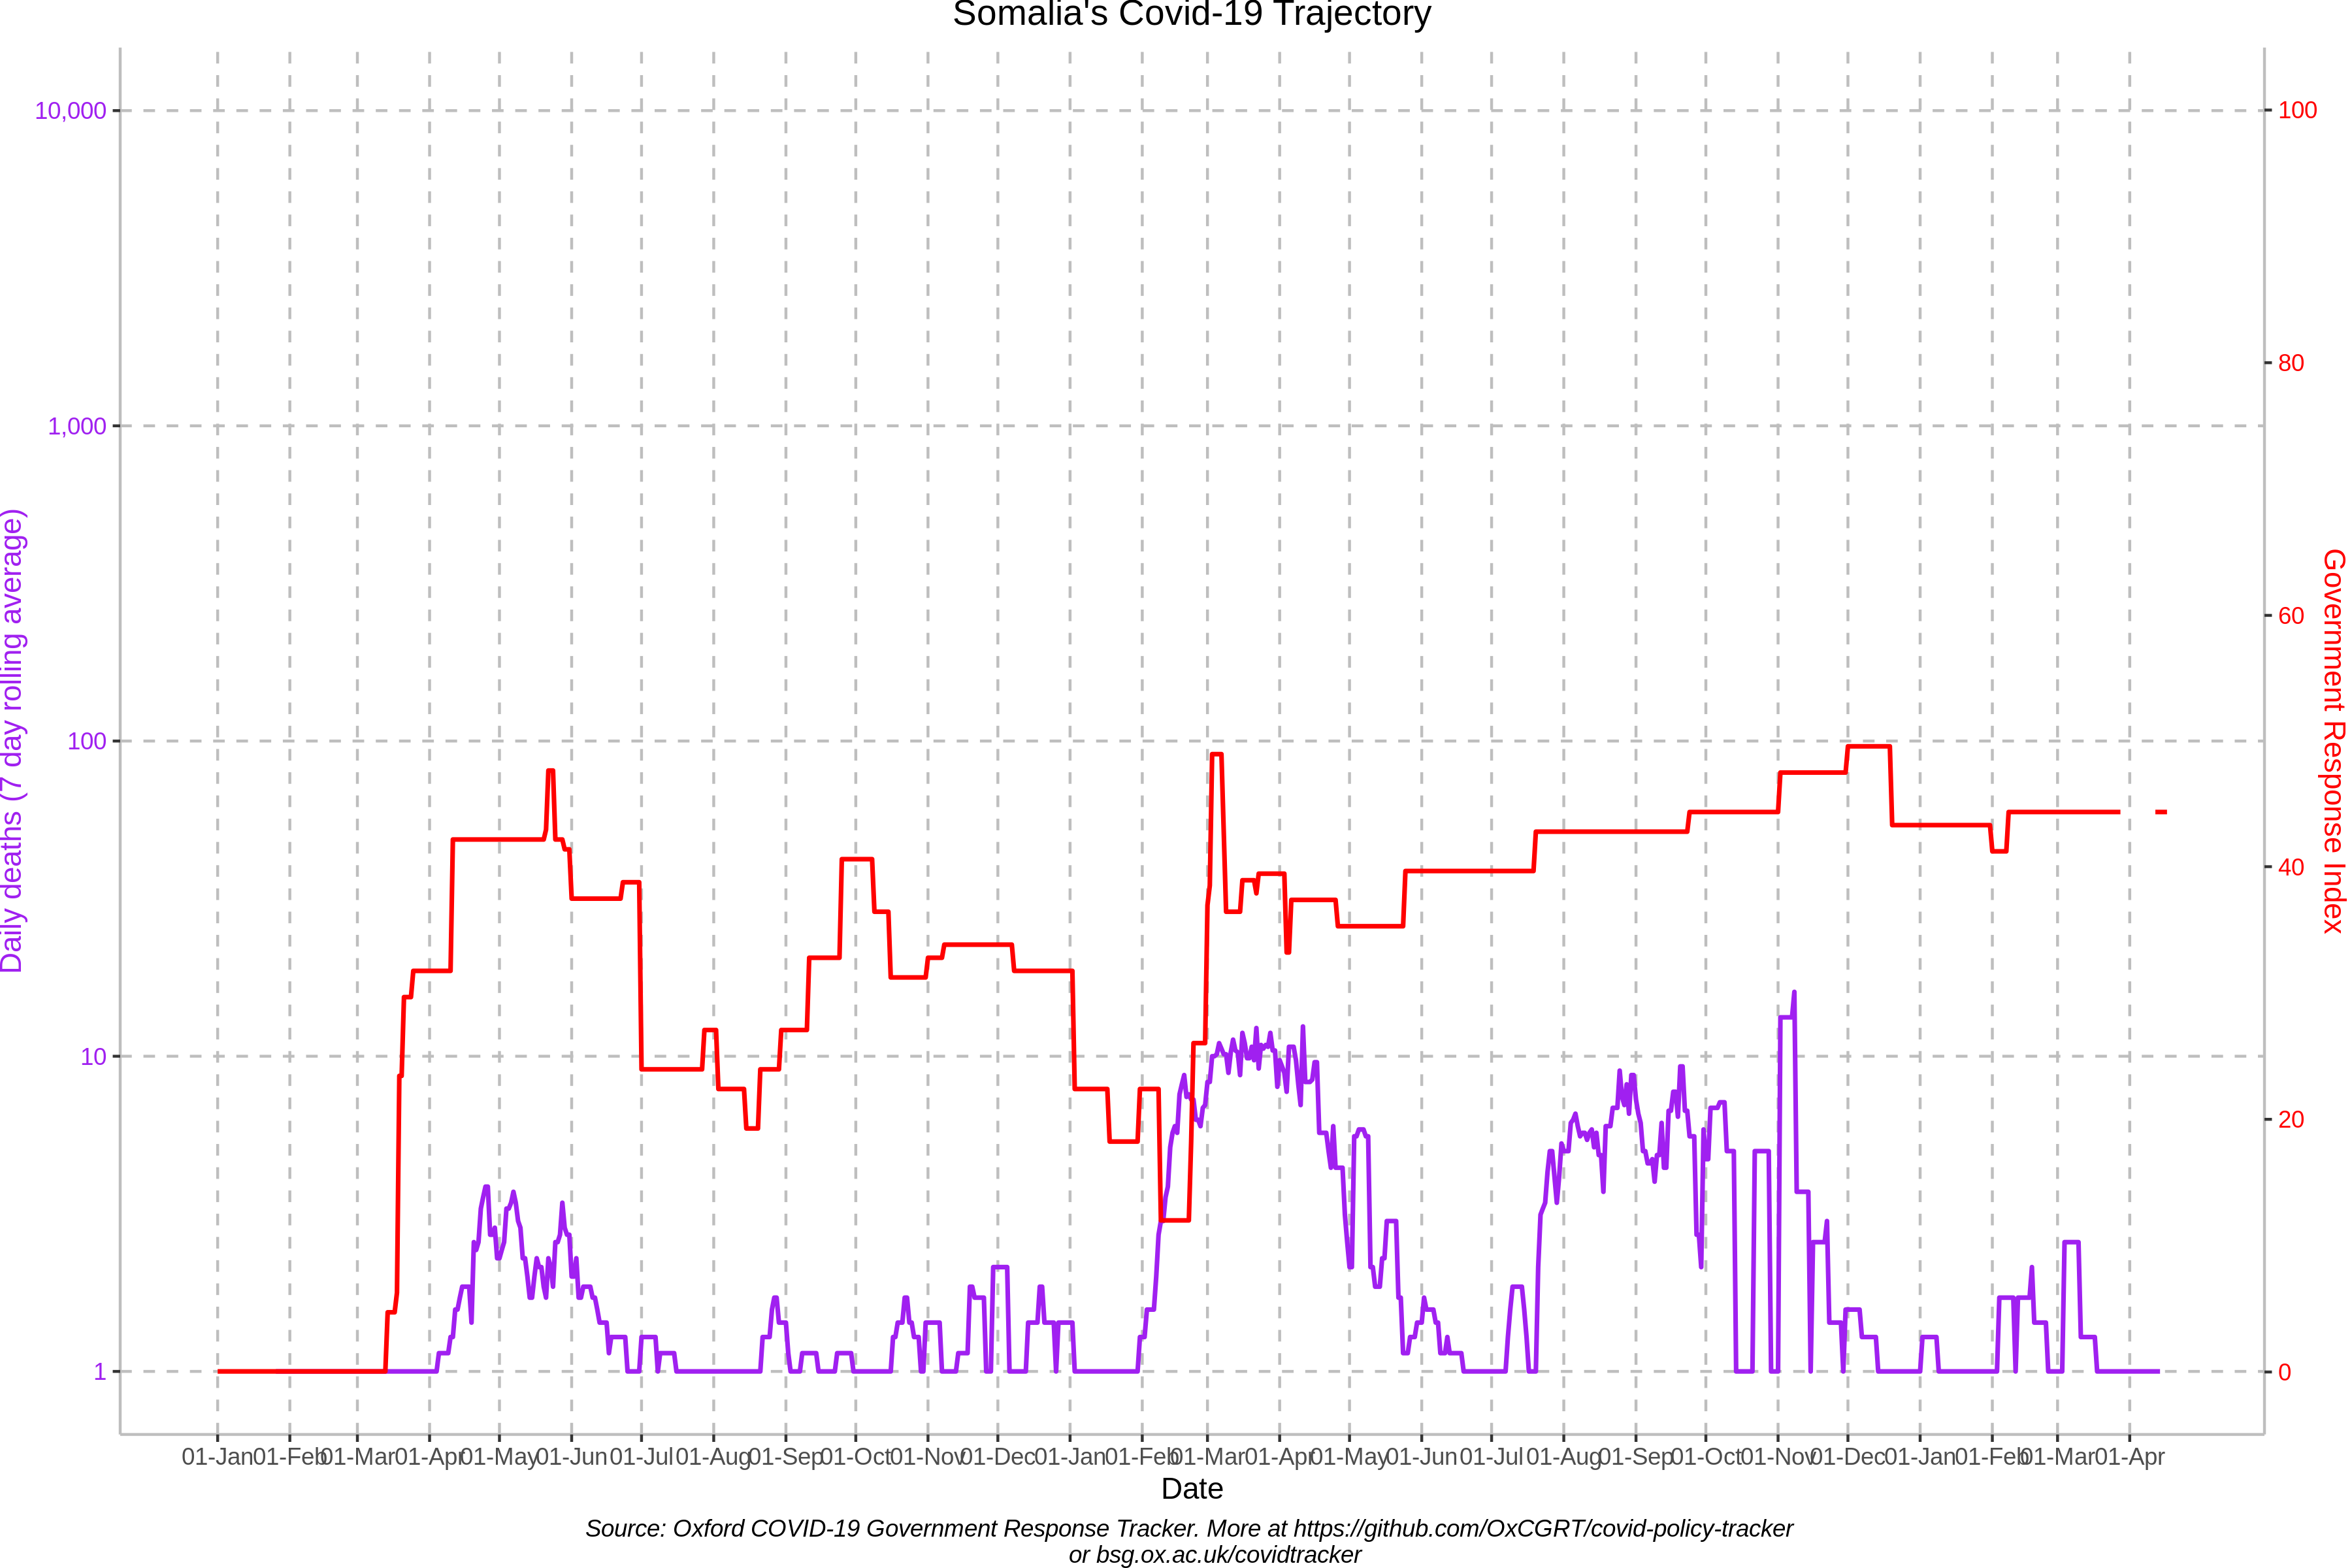 Somalia's Covid-19 Trajectory
Daily deaths (7 day rolling average)
10,000
1,000
100
10
1
Government Response Index
100
80
60
40
20
0
01-Jan 01-Feb 01-Mar 01-Apr 01-May 01-Jun 01-Jul 01-Aug 01-Sep 01-Oct 01-Nov 01-Dec 01-Jan 01-Feb 01-Mar 01-Apr 01-May 01-Jun 01-Jul 01-Aug 01-Sep 01-Oct 01-Nov 01-Dec 01-Jan 01-Feb 01-Mar 01-Apr
Date
Source: Oxford COVID-19 Government Response Tracker. More at https://github.com/OxCGRT/covid-policy-tracker
or bsg.ox.ac.uk/covidtracker